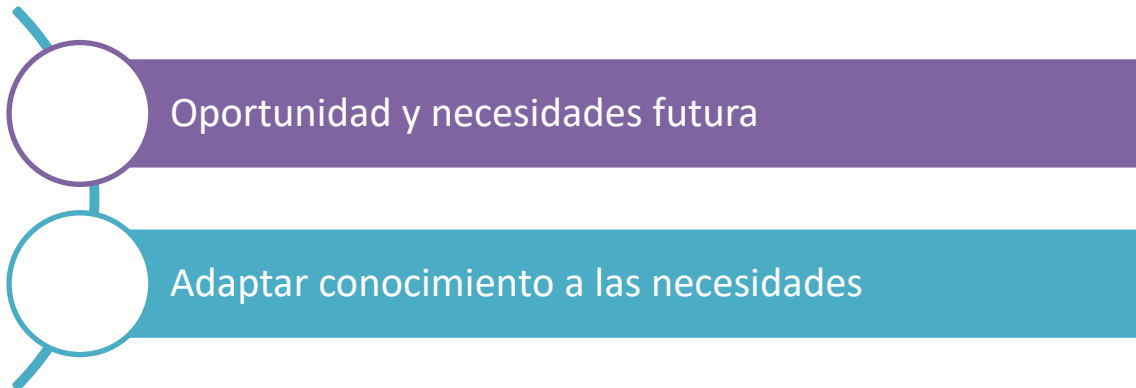 Oportunidad y necesidades futura
Adaptar conocimiento a las necesidades